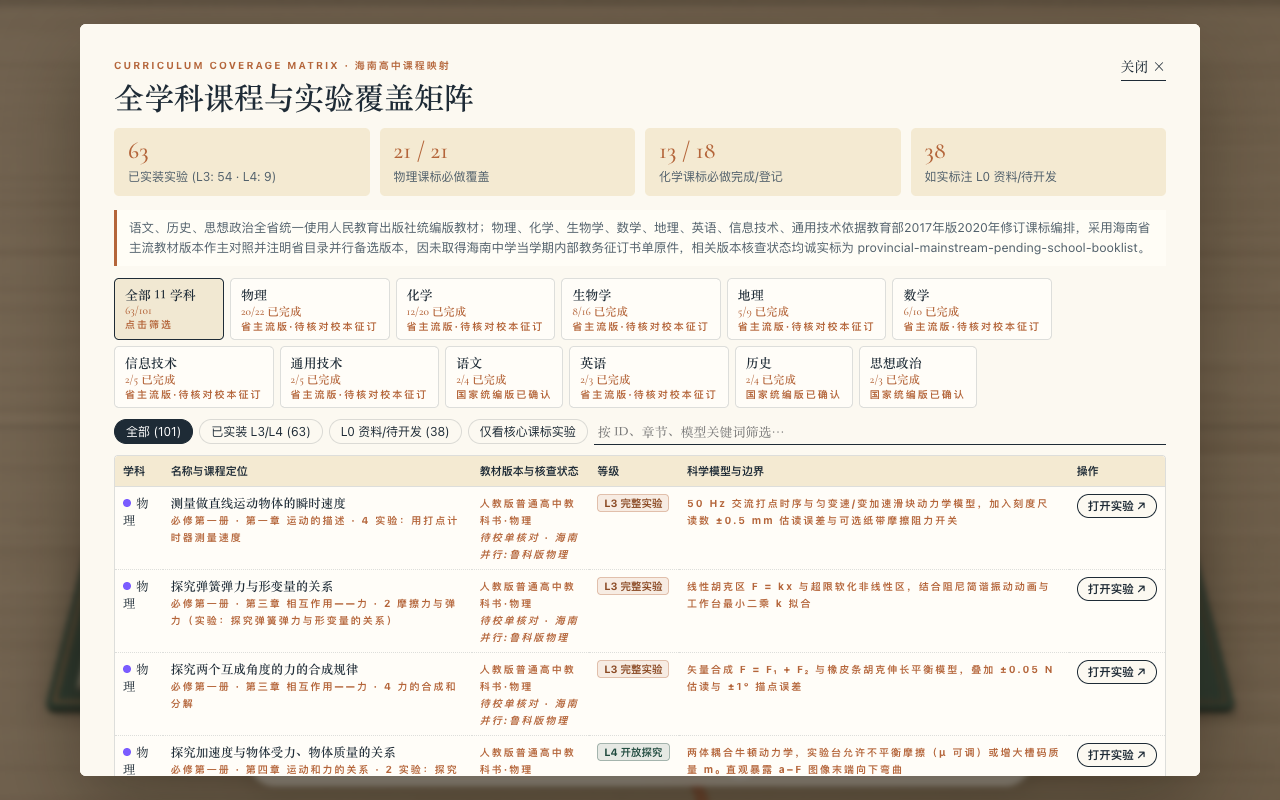 CURRICULUM COVERAGE MATRIX · 海南高中课程映射
关闭 ×
全学科课程与实验覆盖矩阵
63
已实装实验 (L3: 54 · L4: 9)
21 / 21
物理课标必做覆盖
13 / 18
化学课标必做完成/登记
38
如实标注 L0 资料/待开发
语文、历史、思想政治全省统一使用人民教育出版社统编版教材；物理、化学、生物学、数学、地理、英语、信息技术、通用技术依据教育部2017年版2020年修订课标编排，采用海南省
主流教材版本作主对照并注明省目录并行备选版本，因未取得海南中学当学期内部教务征订书单原件，相关版本核查状态均诚实标为 provincial-mainstream-pending-school-booklist。
全部 11 学科
63/101
点击筛选
物理
20/22 已完成
省主流版·待核对校本征订
化学
12/20 已完成
省主流版·待核对校本征订
生物学
8/16 已完成
省主流版·待核对校本征订
地理
5/9 已完成
省主流版·待核对校本征订
数学
6/10 已完成
省主流版·待核对校本征订
信息技术
2/5 已完成
省主流版·待核对校本征订
通用技术
2/5 已完成
省主流版·待核对校本征订
语文
2/4 已完成
国家统编版已确认
英语
2/3 已完成
省主流版·待核对校本征订
历史
2/4 已完成
国家统编版已确认
思想政治
2/3 已完成
国家统编版已确认
全部 (101)
已实装 L3/L4 (63)
L0 资料/待开发 (38)
仅看核心课标实验
按 ID、章节、模型关键词筛选…
学科 名称与课程定位 教材版本与核查状态 等级 科学模型与边界 操作
物
理
测量做直线运动物体的瞬时速度
必修第一册 · 第一章 运动的描述 · 4 实验：用打点计
时器测量速度
人教版普通高中教
科书·物理
待校单核对 · 海南
并行:鲁科版物理
L3 完整实验
50 Hz 交流打点时序与匀变速/变加速滑块动力学模型，加入刻度尺
读数 ±0.5 mm 估读误差与可选纸带摩擦阻力开关
打开实验 ↗
物
理
探究弹簧弹力与形变量的关系
必修第一册 · 第三章 相互作用——力 · 2 摩擦力与弹
力（实验：探究弹簧弹力与形变量的关系）
人教版普通高中教
科书·物理
待校单核对 · 海南
并行:鲁科版物理
L3 完整实验
线性胡克区 F = kx 与超限软化非线性区，结合阻尼简谐振动动画与
工作台最小二乘 k 拟合
打开实验 ↗
物
理
探究两个互成角度的力的合成规律
必修第一册 · 第三章 相互作用——力 · 4 力的合成和
分解
人教版普通高中教
科书·物理
待校单核对 · 海南
并行:鲁科版物理
L3 完整实验
矢量合成 F = F₁ + F₂ 与橡皮条胡克伸长平衡模型，叠加 ±0.05 N
估读与 ±1° 描点误差
打开实验 ↗
物
理
探究加速度与物体受力、物体质量的关系
必修第一册 · 第四章 运动和力的关系 · 2 实验：探究
人教版普通高中教
科书·物理
L4 开放探究
两体耦合牛顿动力学，实验台允许不平衡摩擦（μ 可调）或增大槽码质
量 m。直观暴露 a−F 图像末端向下弯曲
打开实验 ↗